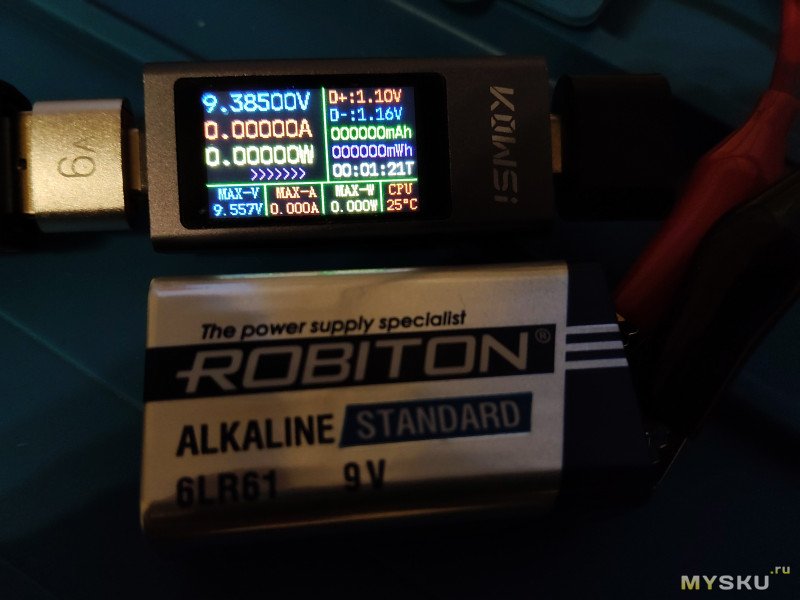 9.38500V
0.00000A
0.00000W
>>>>>>>
D+:1.10V
D-:1.16V
000000mAh
000000mWh
00:01:21T
MAX-V
9.557V
MAX-A
0.000A
MAX-W
0.000W
CPU
25°C
KOWSi
9V
The power supply specialist
ROBITON®
ALKALINE STANDARD
6LR61 9V
MYSKU.ru